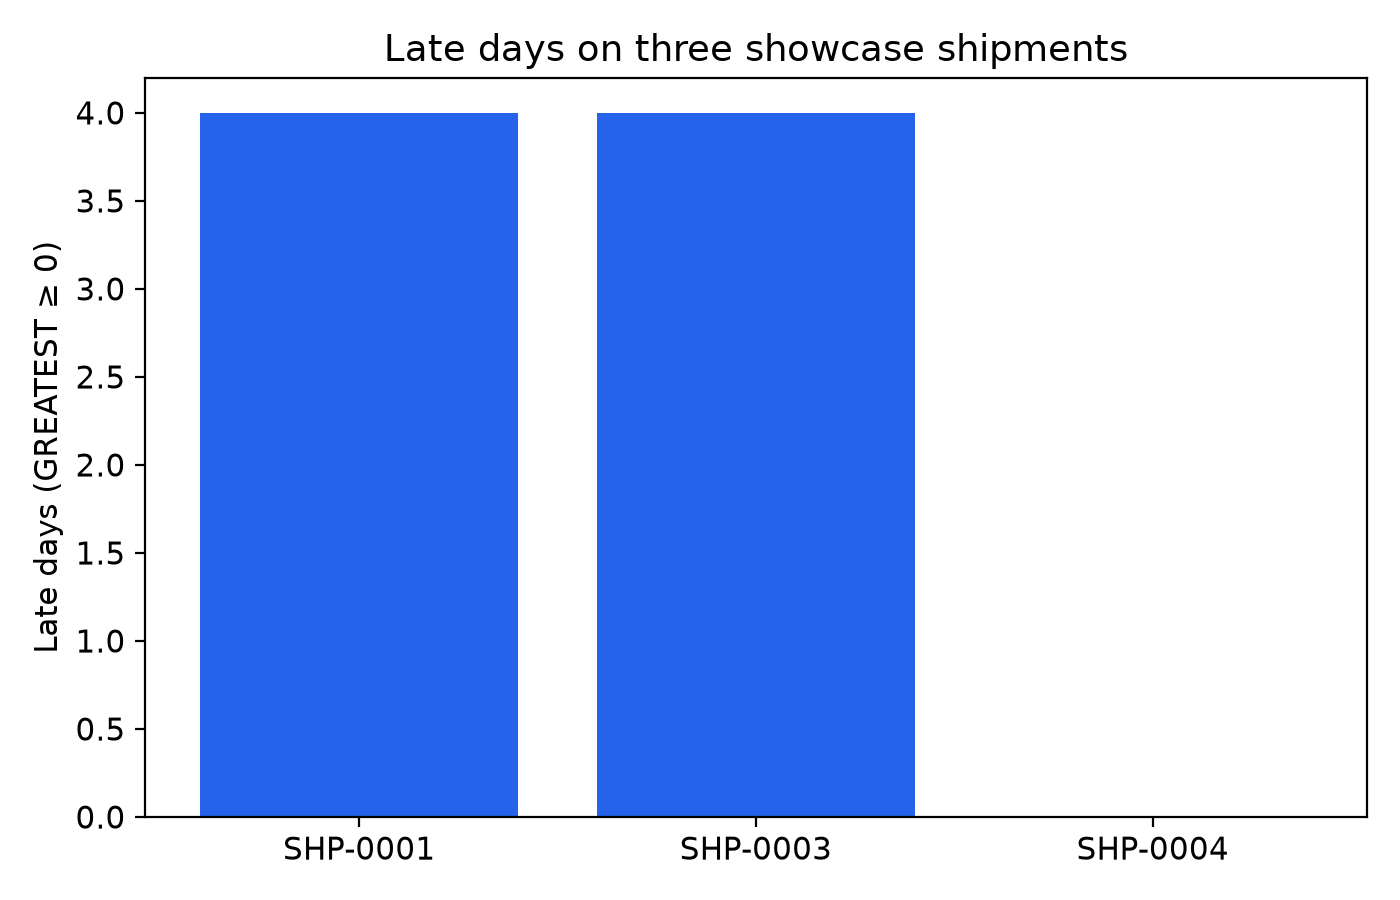 Late days on three showcase shipments
Late days (GREATEST ≥ 0)
4.0
3.5
3.0
2.5
2.0
1.5
1.0
0.5
0.0
SHP-0001
SHP-0003
SHP-0004